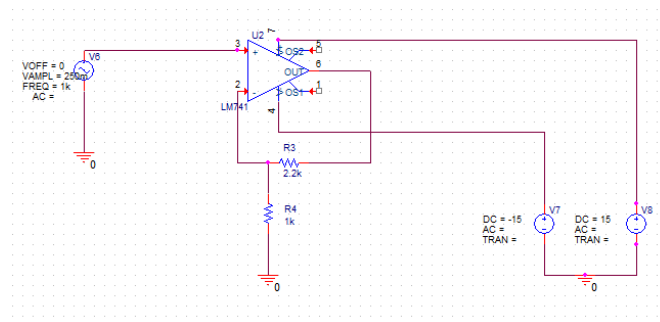 V6
VOFF = 0
VAMPL = 250m
FREQ = 1k
AC =
0
U2
3
+
2
-
LM741
7
OS2
5
OUT
6
OS1
1
4
R3
2.2k
R4
1k
0
V7
DC = -15
AC =
TRAN =
V8
DC = 15
AC =
TRAN =
0